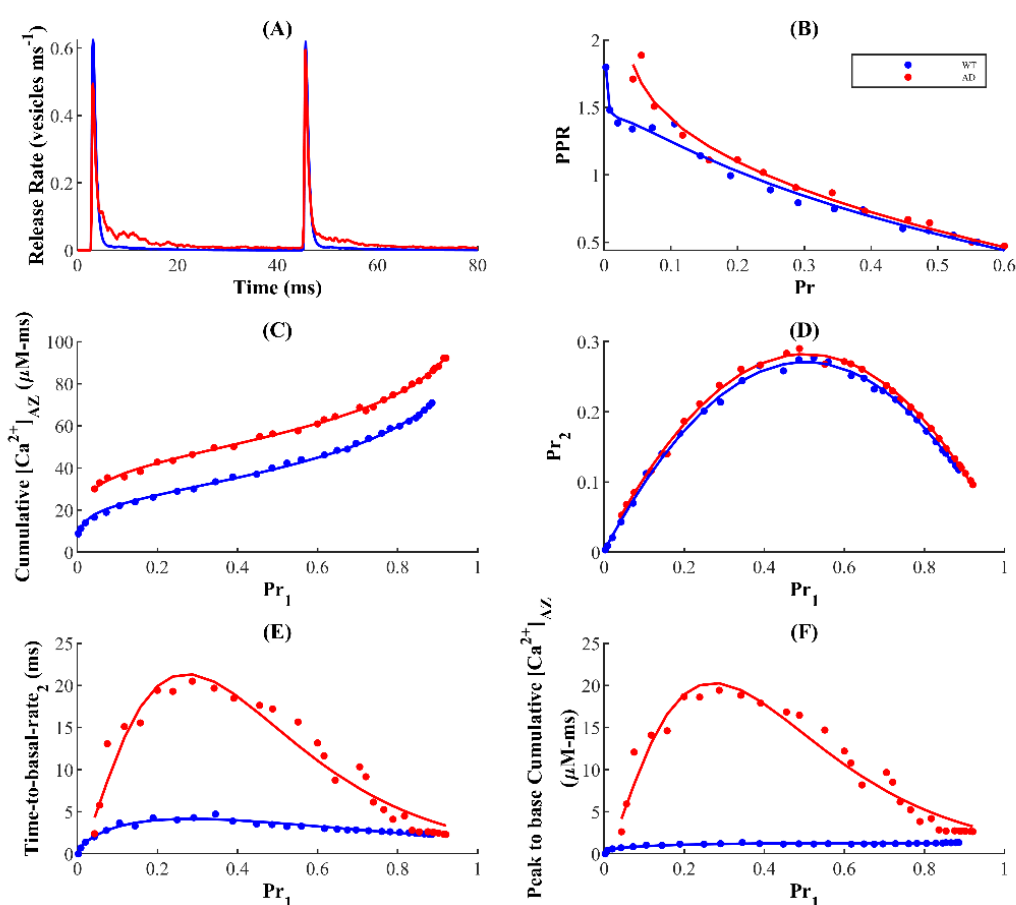 (A)
Release Rate (vesicles ms⁻¹)
0.6
0.4
0.2
0
0 20 40 60 80
Time (ms)
(B)
WT
AD
PPR
2
1.5
1
0.5
0 0.1 0.2 0.3 0.4 0.5 0.6
Pr
(C)
Cumulative [Ca²⁺]AZ (μM-ms)
100
80
60
40
20
0
0 0.2 0.4 0.6 0.8 1
Pr₁
(D)
Pr₂
0.3
0.2
0.1
0
0 0.2 0.4 0.6 0.8 1
Pr₁
(E)
Time-to-basal-rate₂ (ms)
25
20
15
10
5
0
0 0.2 0.4 0.6 0.8 1
Pr₁
(F)
Peak to base Cumulative [Ca²⁺]AZ
(μM-ms)
25
20
15
10
5
0
0 0.2 0.4 0.6 0.8 1
Pr₁